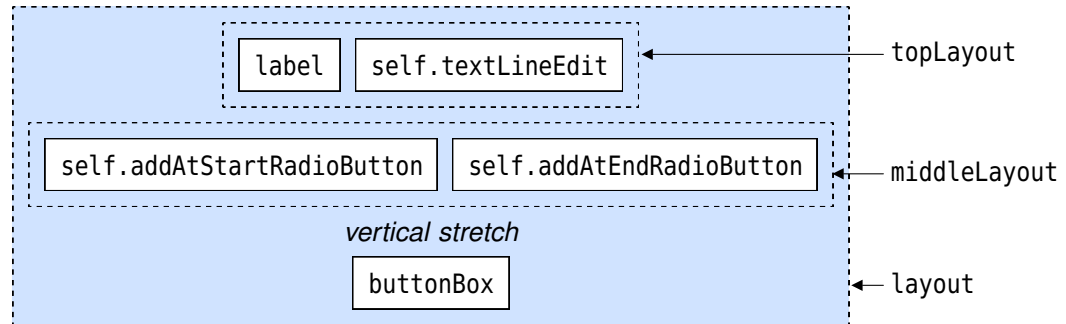 label self.textLineEdit topLayout
self.addAtStartRadioButton self.addAtEndRadioButton middleLayout
vertical stretch
buttonBox layout